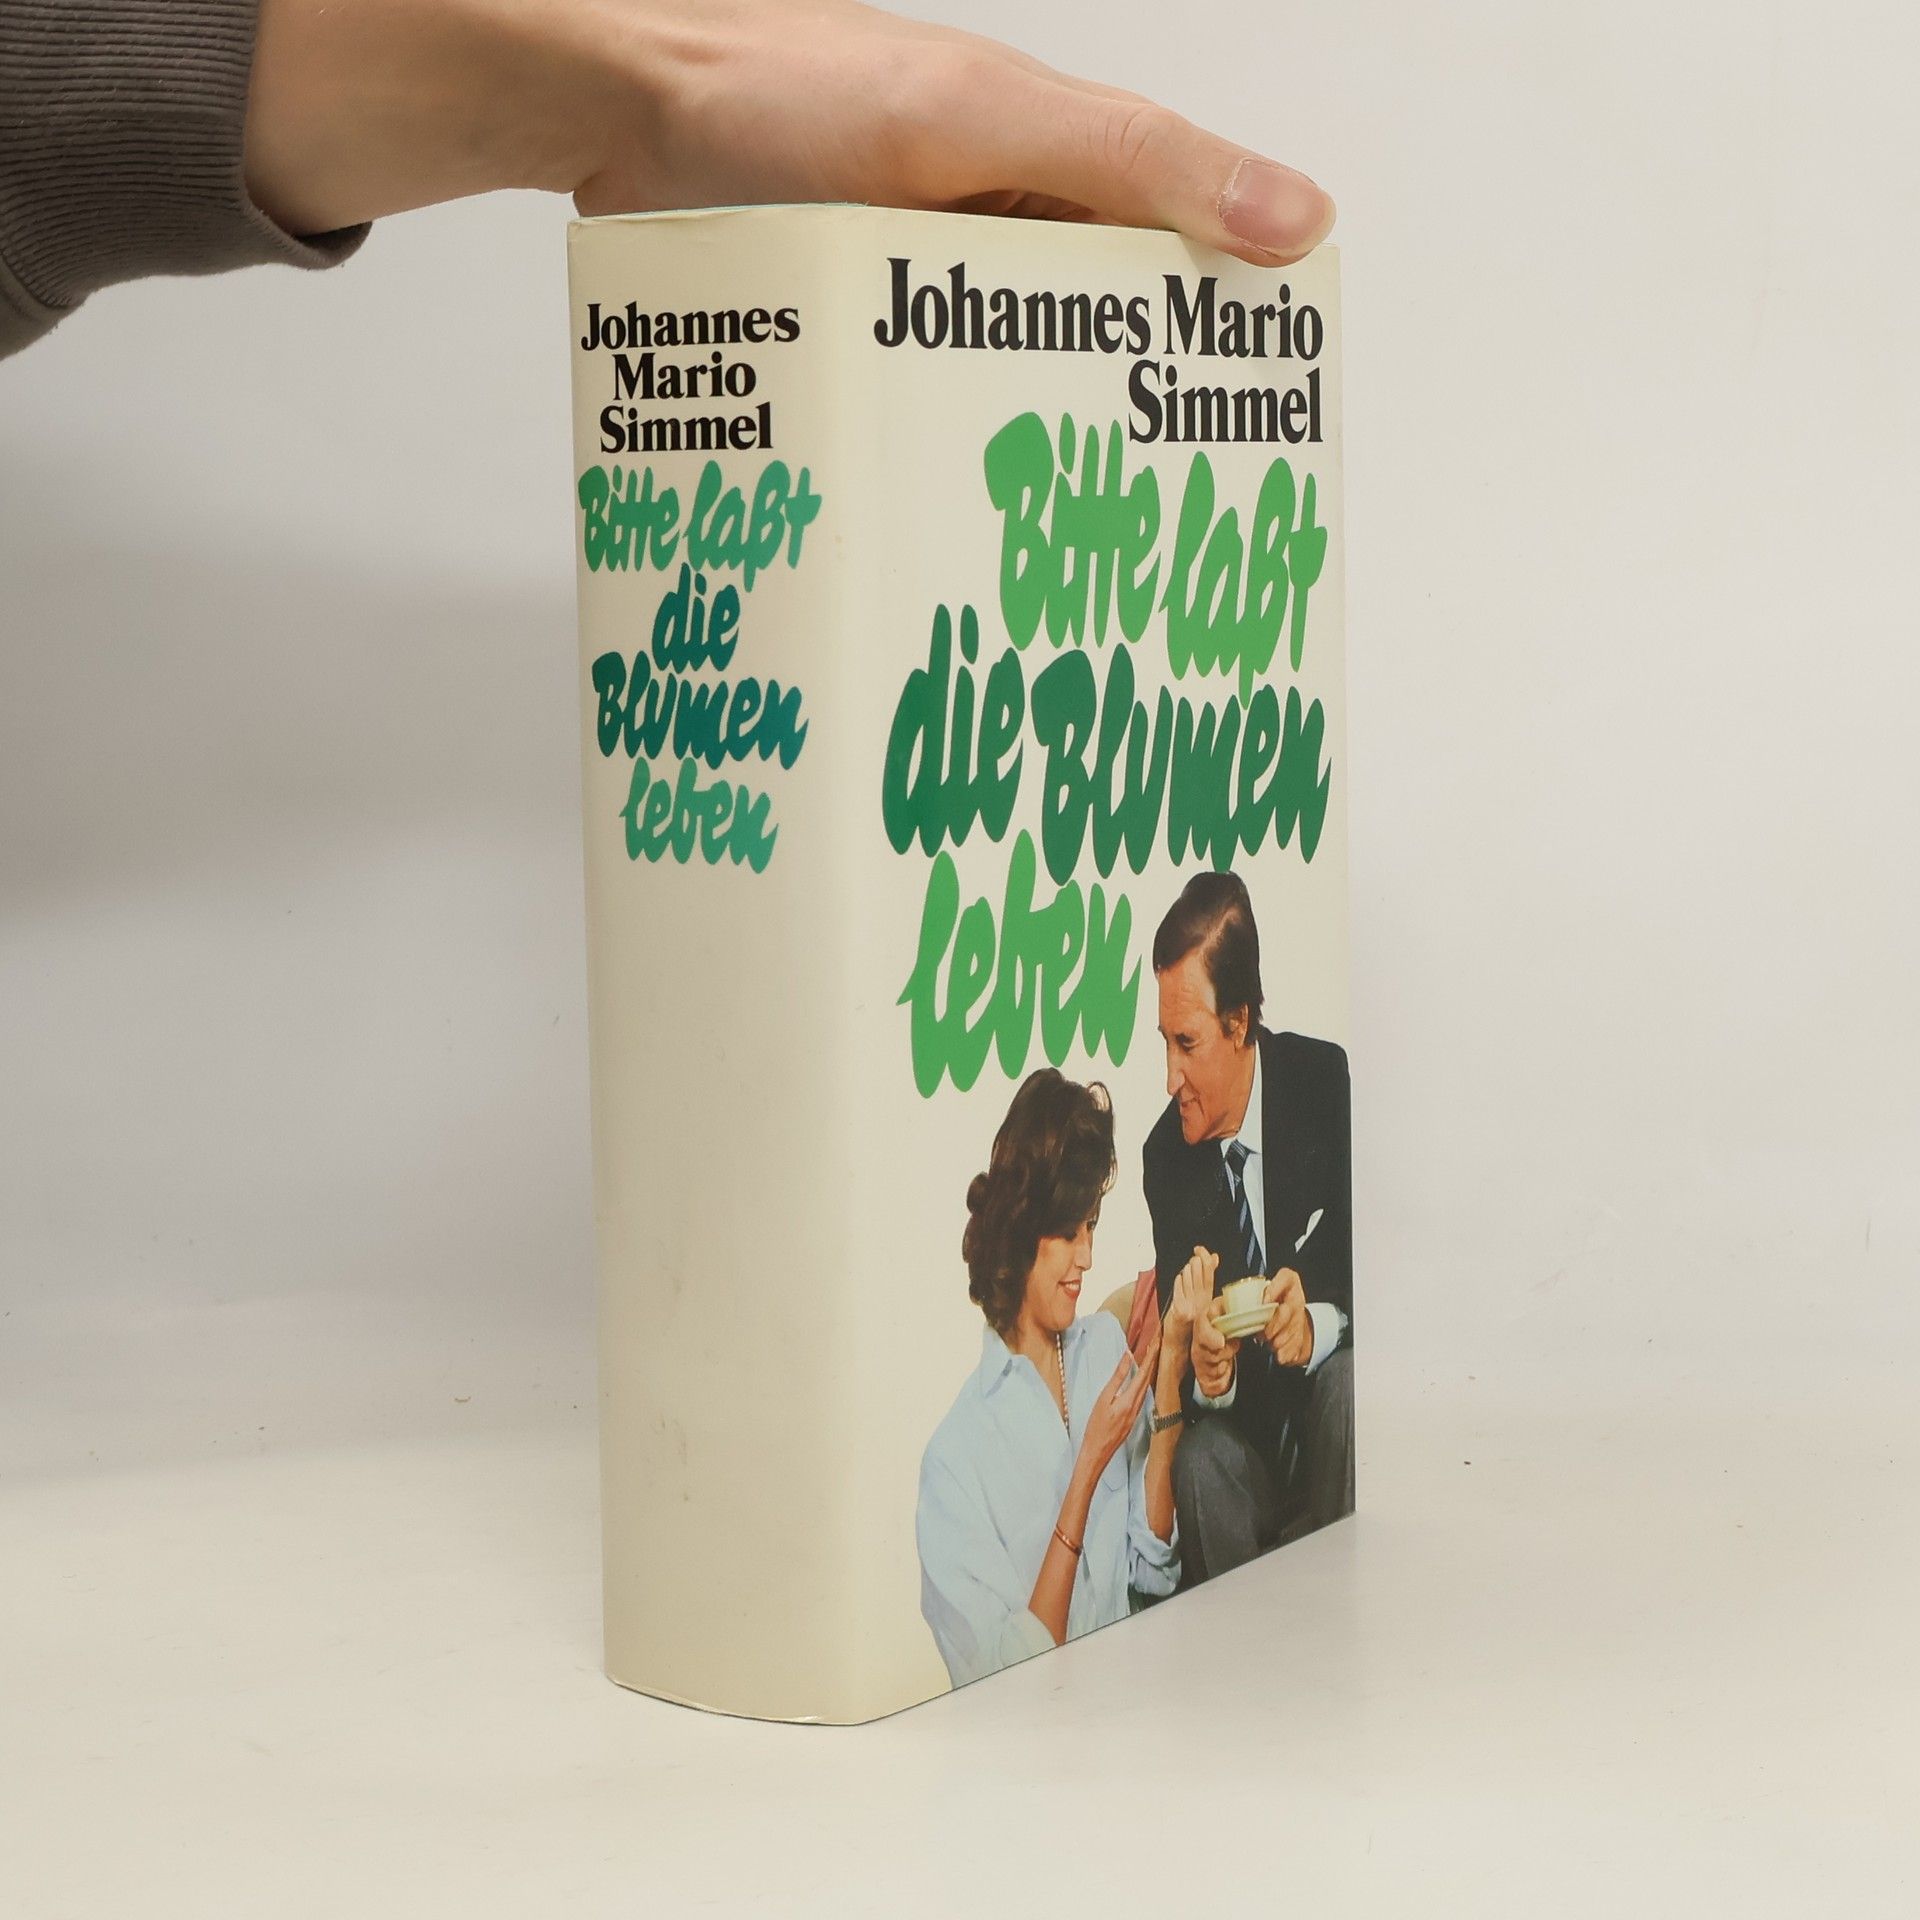 Johannes
Mario
Simmel
Bitte laßt
die
Blumen
leben
Johannes Mario
Simmel
Bitte laßt
die Blumen
leben